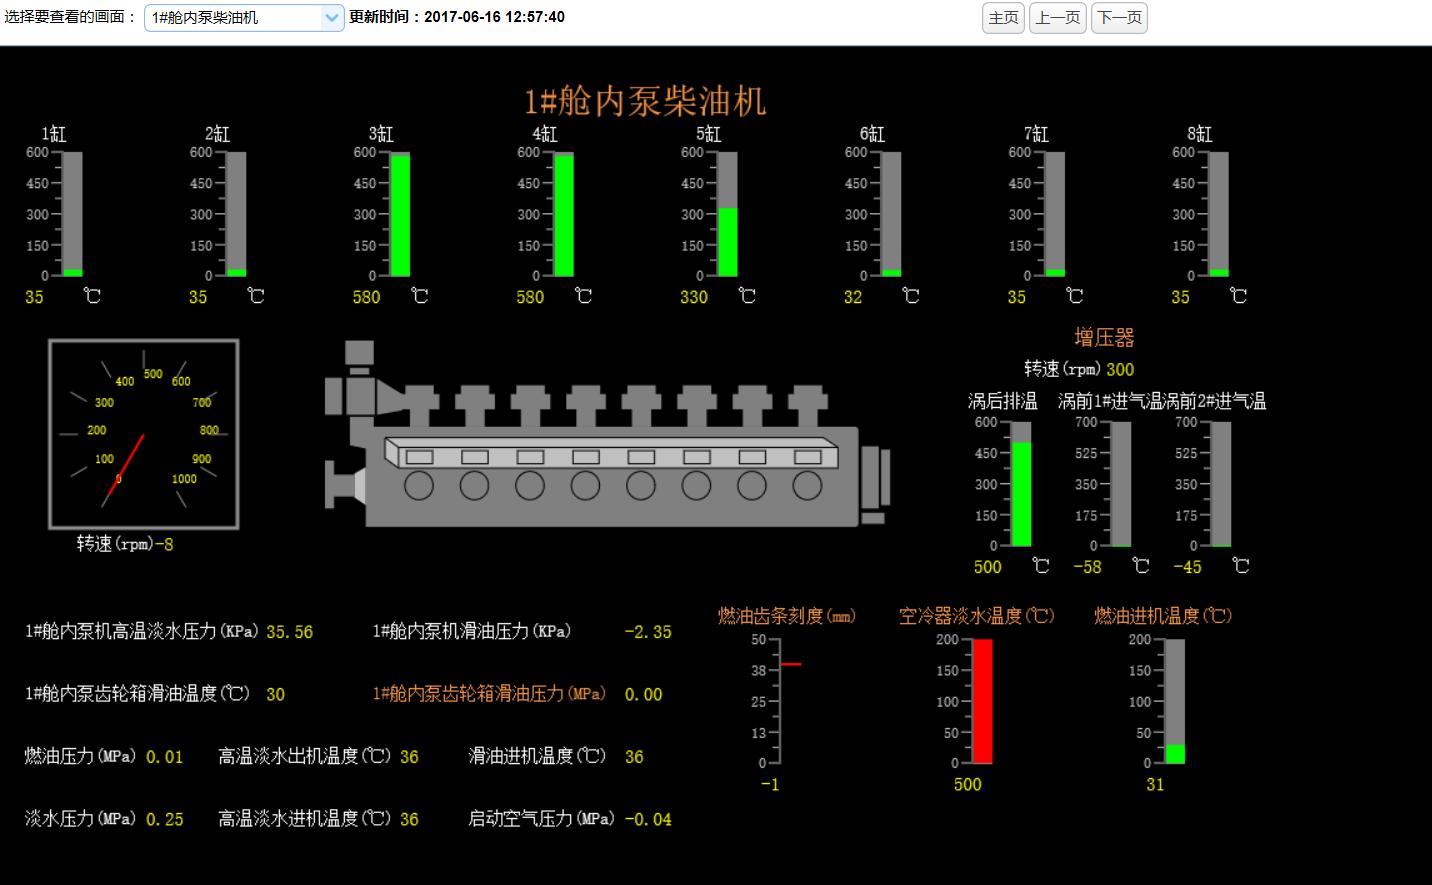 选择要查看的画面： 1#舱内泵柴油机 更新时间：2017-06-16 12:57:40 主页 上一页 下一页
1#舱内泵柴油机
1缸 2缸 3缸 4缸 5缸 6缸 7缸 8缸
600 600 600 600 600 600 600 600
450 450 450 450 450 450 450 450
300 300 300 300 300 300 300 300
150 150 150 150 150 150 150 150
0 0 0 0 0 0 0 0
35 ℃ 35 ℃ 580 ℃ 580 ℃ 330 ℃ 32 ℃ 35 ℃ 35 ℃
0 100 200 300 400 500 600 700 800 900 1000
转速(rpm)-8
增压器
转速(rpm) 300
涡后排温 涡前1#进气温 涡前2#进气温
600 700 700
450 525 525
300 350 350
150 175 175
0 0 0
500 ℃ -58 ℃ -45 ℃
1#舱内泵机高温淡水压力(KPa) 35.56 1#舱内泵机滑油压力(KPa) -2.35
1#舱内泵齿轮箱滑油温度(℃) 30 1#舱内泵齿轮箱滑油压力(MPa) 0.00
燃油压力(MPa) 0.01 高温淡水出机温度(℃) 36 滑油进机温度(℃) 36
淡水压力(MPa) 0.25 高温淡水进机温度(℃) 36 启动空气压力(MPa) -0.04
燃油齿条刻度(mm) 空冷器淡水温度(℃) 燃油进机温度(℃)
50 200 200
38 150 150
25 100 100
13 50 50
0 0 0
-1 500 31